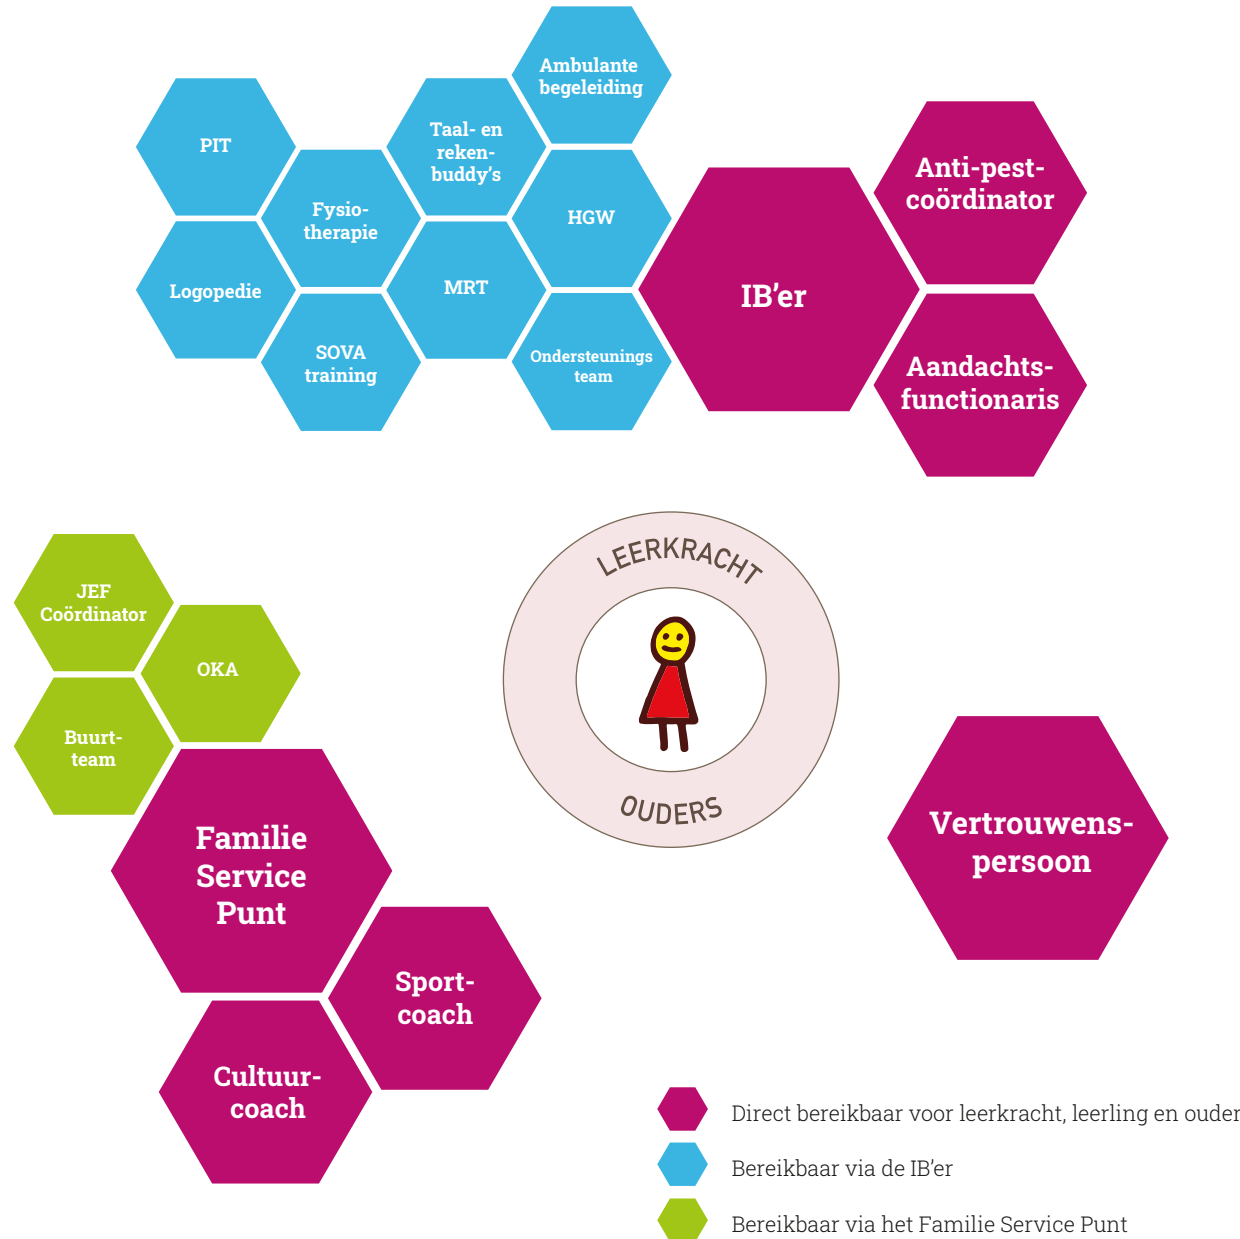 Ambulante
begeleiding
PIT
Taal- en
reken-
buddy's
Fysio-
therapie
HGW
Logopedie
MRT
SOVA
training
Ondersteunings
team
IB'er
Anti-pest-
coördinator
Aandachts-
functionaris
LEERKRACHT
OUDERS
JEF
Coördinator
OKA
Buurt-
team
Familie
Service
Punt
Sport-
coach
Cultuur-
coach
Vertrouwens-
persoon
Direct bereikbaar voor leerkracht, leerling en ouder
Bereikbaar via de IB'er
Bereikbaar via het Familie Service Punt